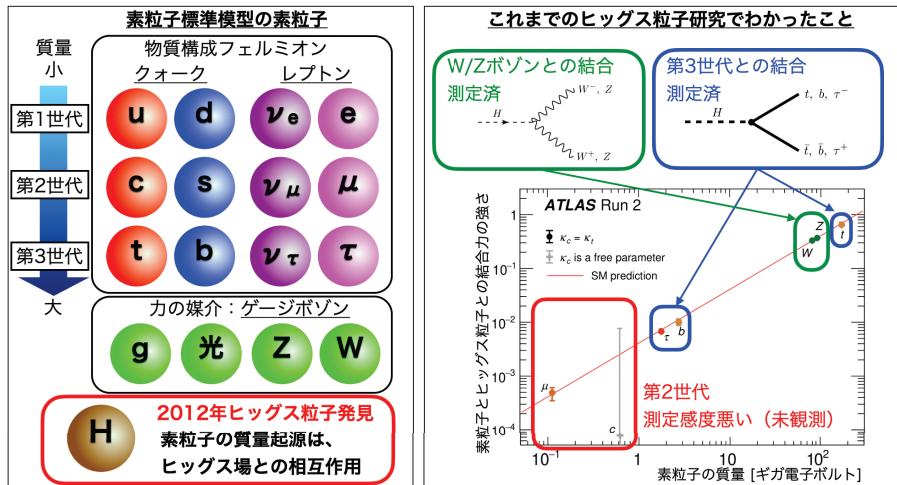 素粒子標準模型の素粒子
質量
小
物質構成フェルミオン
クォーク
レプトン
第1世代
u
d
νe
e
第2世代
c
s
νμ
μ
第3世代
t
b
ντ
τ
大
力の媒介：ゲージボゾン
g
光
Z
W
H
2012年ヒッグス粒子発見
素粒子の質量起源は、
ヒッグス場との相互作用
これまでのヒッグス粒子研究でわかったこと
W/Zボゾンとの結合
測定済
H
W⁻, Z
W⁺, Z
第3世代との結合
測定済
H
t, b, τ⁻
t̄, b̄, τ⁺
素粒子とヒッグス粒子との結合力の強さ
ATLAS Run 2
κc = κt
κc is a free parameter
SM prediction
1
10⁻¹
10⁻²
10⁻³
10⁻⁴
Z
W
t
τ
b
μ
c
第2世代
測定感度悪い（未観測）
10⁻¹
1
10
10²
素粒子の質量 [ギガ電子ボルト]